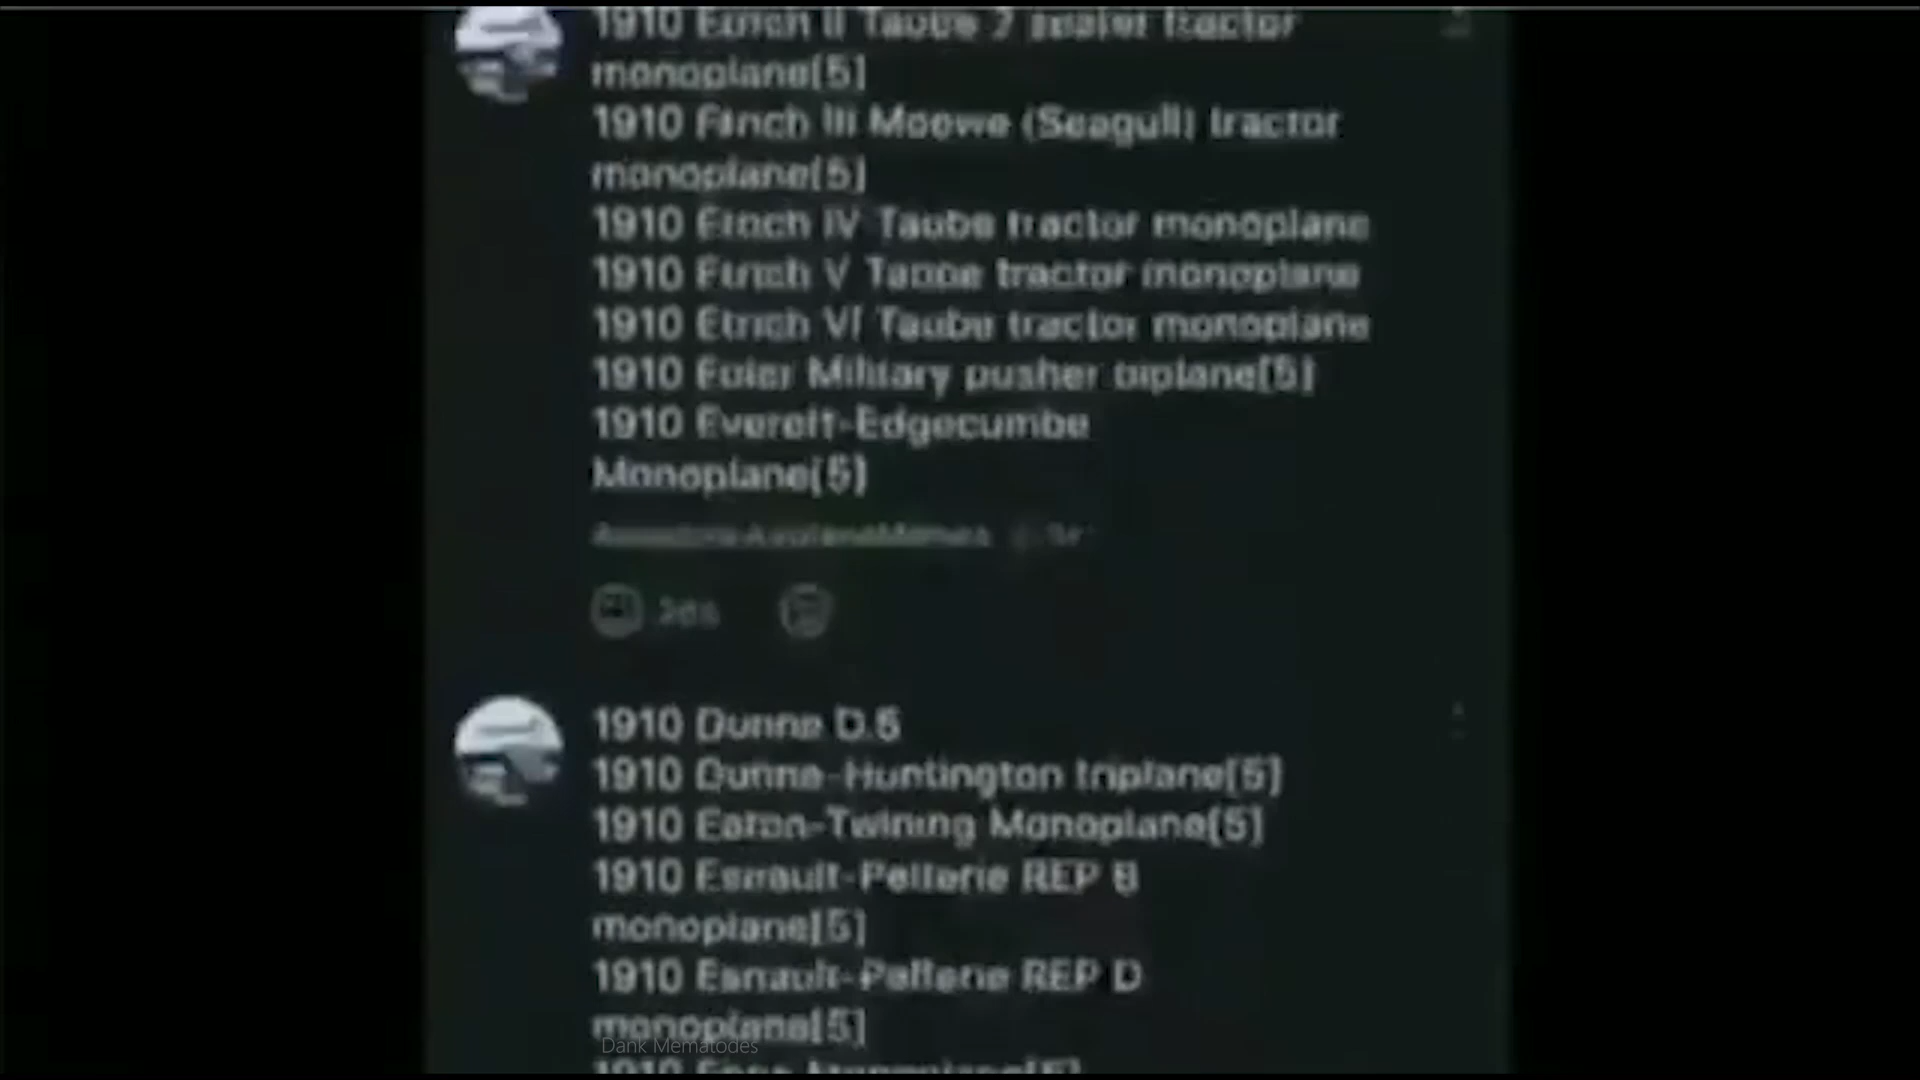 1910 Etrich II Taube 2 seater tractor
monoplane[5]
1910 Etrich III Moewe (Seagull) tractor
monoplane[5]
1910 Etrich IV Taube tractor monoplane
1910 Etrich V Taube tractor monoplane
1910 Etrich VI Taube tractor monoplane
1910 Euler Military pusher biplane[5]
1910 Everett-Edgecumbe
Monoplane[5]
1910 Dunne D.5
1910 Dunne-Huntington triplane[5]
1910 Eaton-Twining Monoplane[5]
1910 Esnault-Pelterie REP B
monoplane[5]
1910 Esnault-Pelterie REP D
monoplane[5]
Dank Mematodes
1910